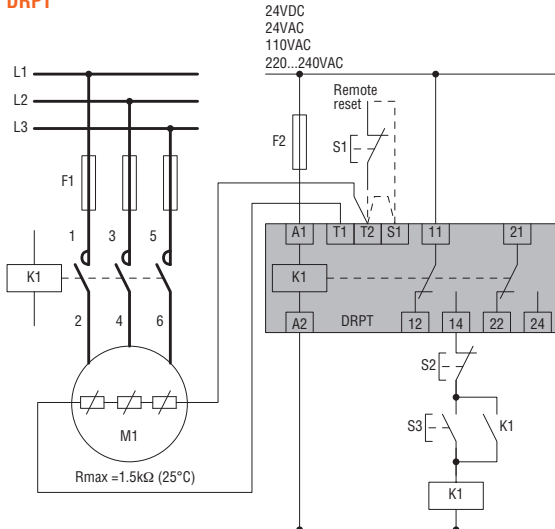 DRPT
24VDC
24VAC
110VAC
220...240VAC
L1
L2
L3
Remote
reset
F2
S1
F1
1 3 5
A1 T1 T2 S1 11 21
K1
K1
2 4 6
A2 DRPT 12 14 22 24
S2
S3 K1
M1
Rmax =1.5kΩ (25°C)
K1